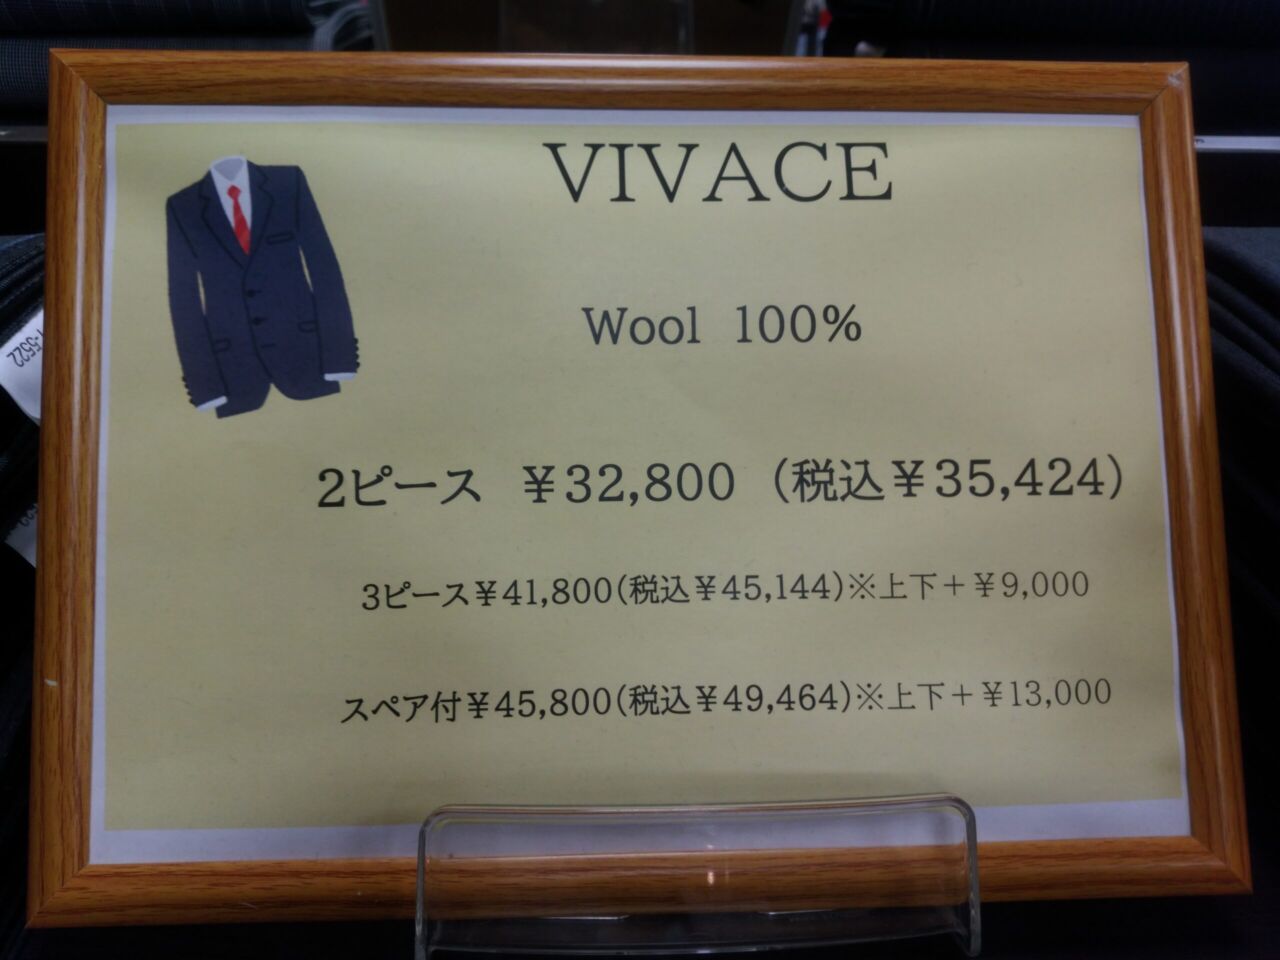 VIVACE
Wool 100%
2ピース ￥32,800 (税込￥35,424)
3ピース￥41,800(税込￥45,144)※上下＋￥9,000
スペア付￥45,800(税込￥49,464)※上下＋￥13,000
-5522